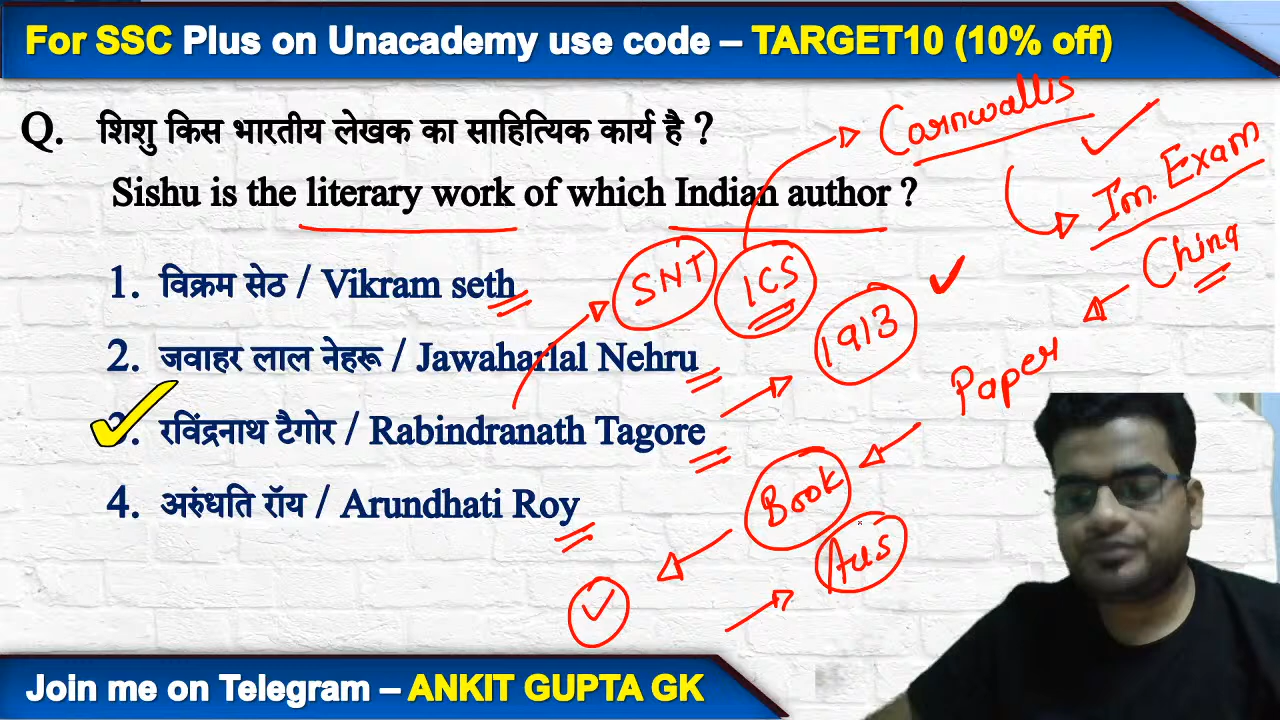 For SSC Plus on Unacademy use code – TARGET10 (10% off)
Q. शिशु किस भारतीय लेखक का साहित्यिक कार्य है ?
Sishu is the literary work of which Indian author ?
1. विक्रम सेठ / Vikram seth
2. जवाहर लाल नेहरू / Jawaharlal Nehru
3. रविंद्रनाथ टैगोर / Rabindranath Tagore
4. अरुंधति रॉय / Arundhati Roy
Cornwallis
Im. Exam
China
SNT
ICS
1913
Paper
Book
Aus
Join me on Telegram – ANKIT GUPTA GK